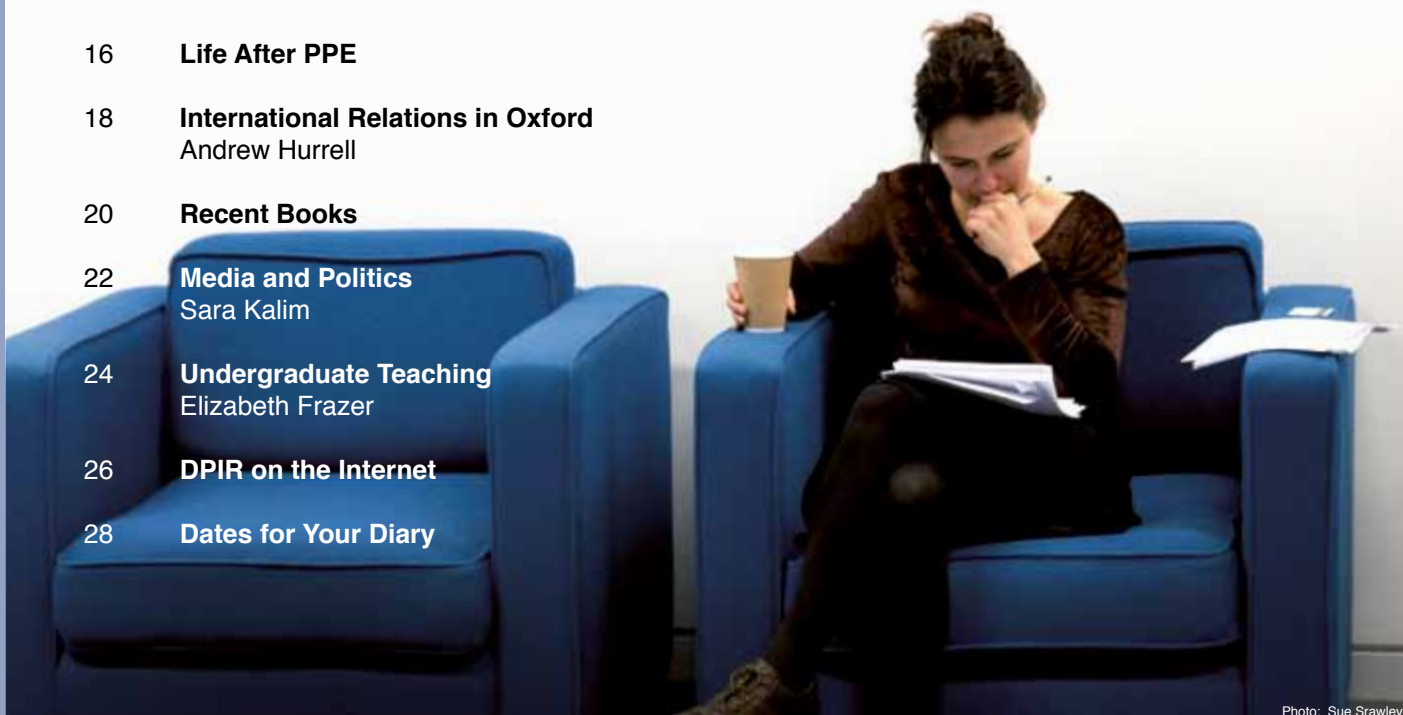 16 Life After PPE
18 International Relations in Oxford
Andrew Hurrell
20 Recent Books
22 Media and Politics
Sara Kalim
24 Undergraduate Teaching
Elizabeth Frazer
26 DPIR on the Internet
28 Dates for Your Diary
Photo: Sue Srawley